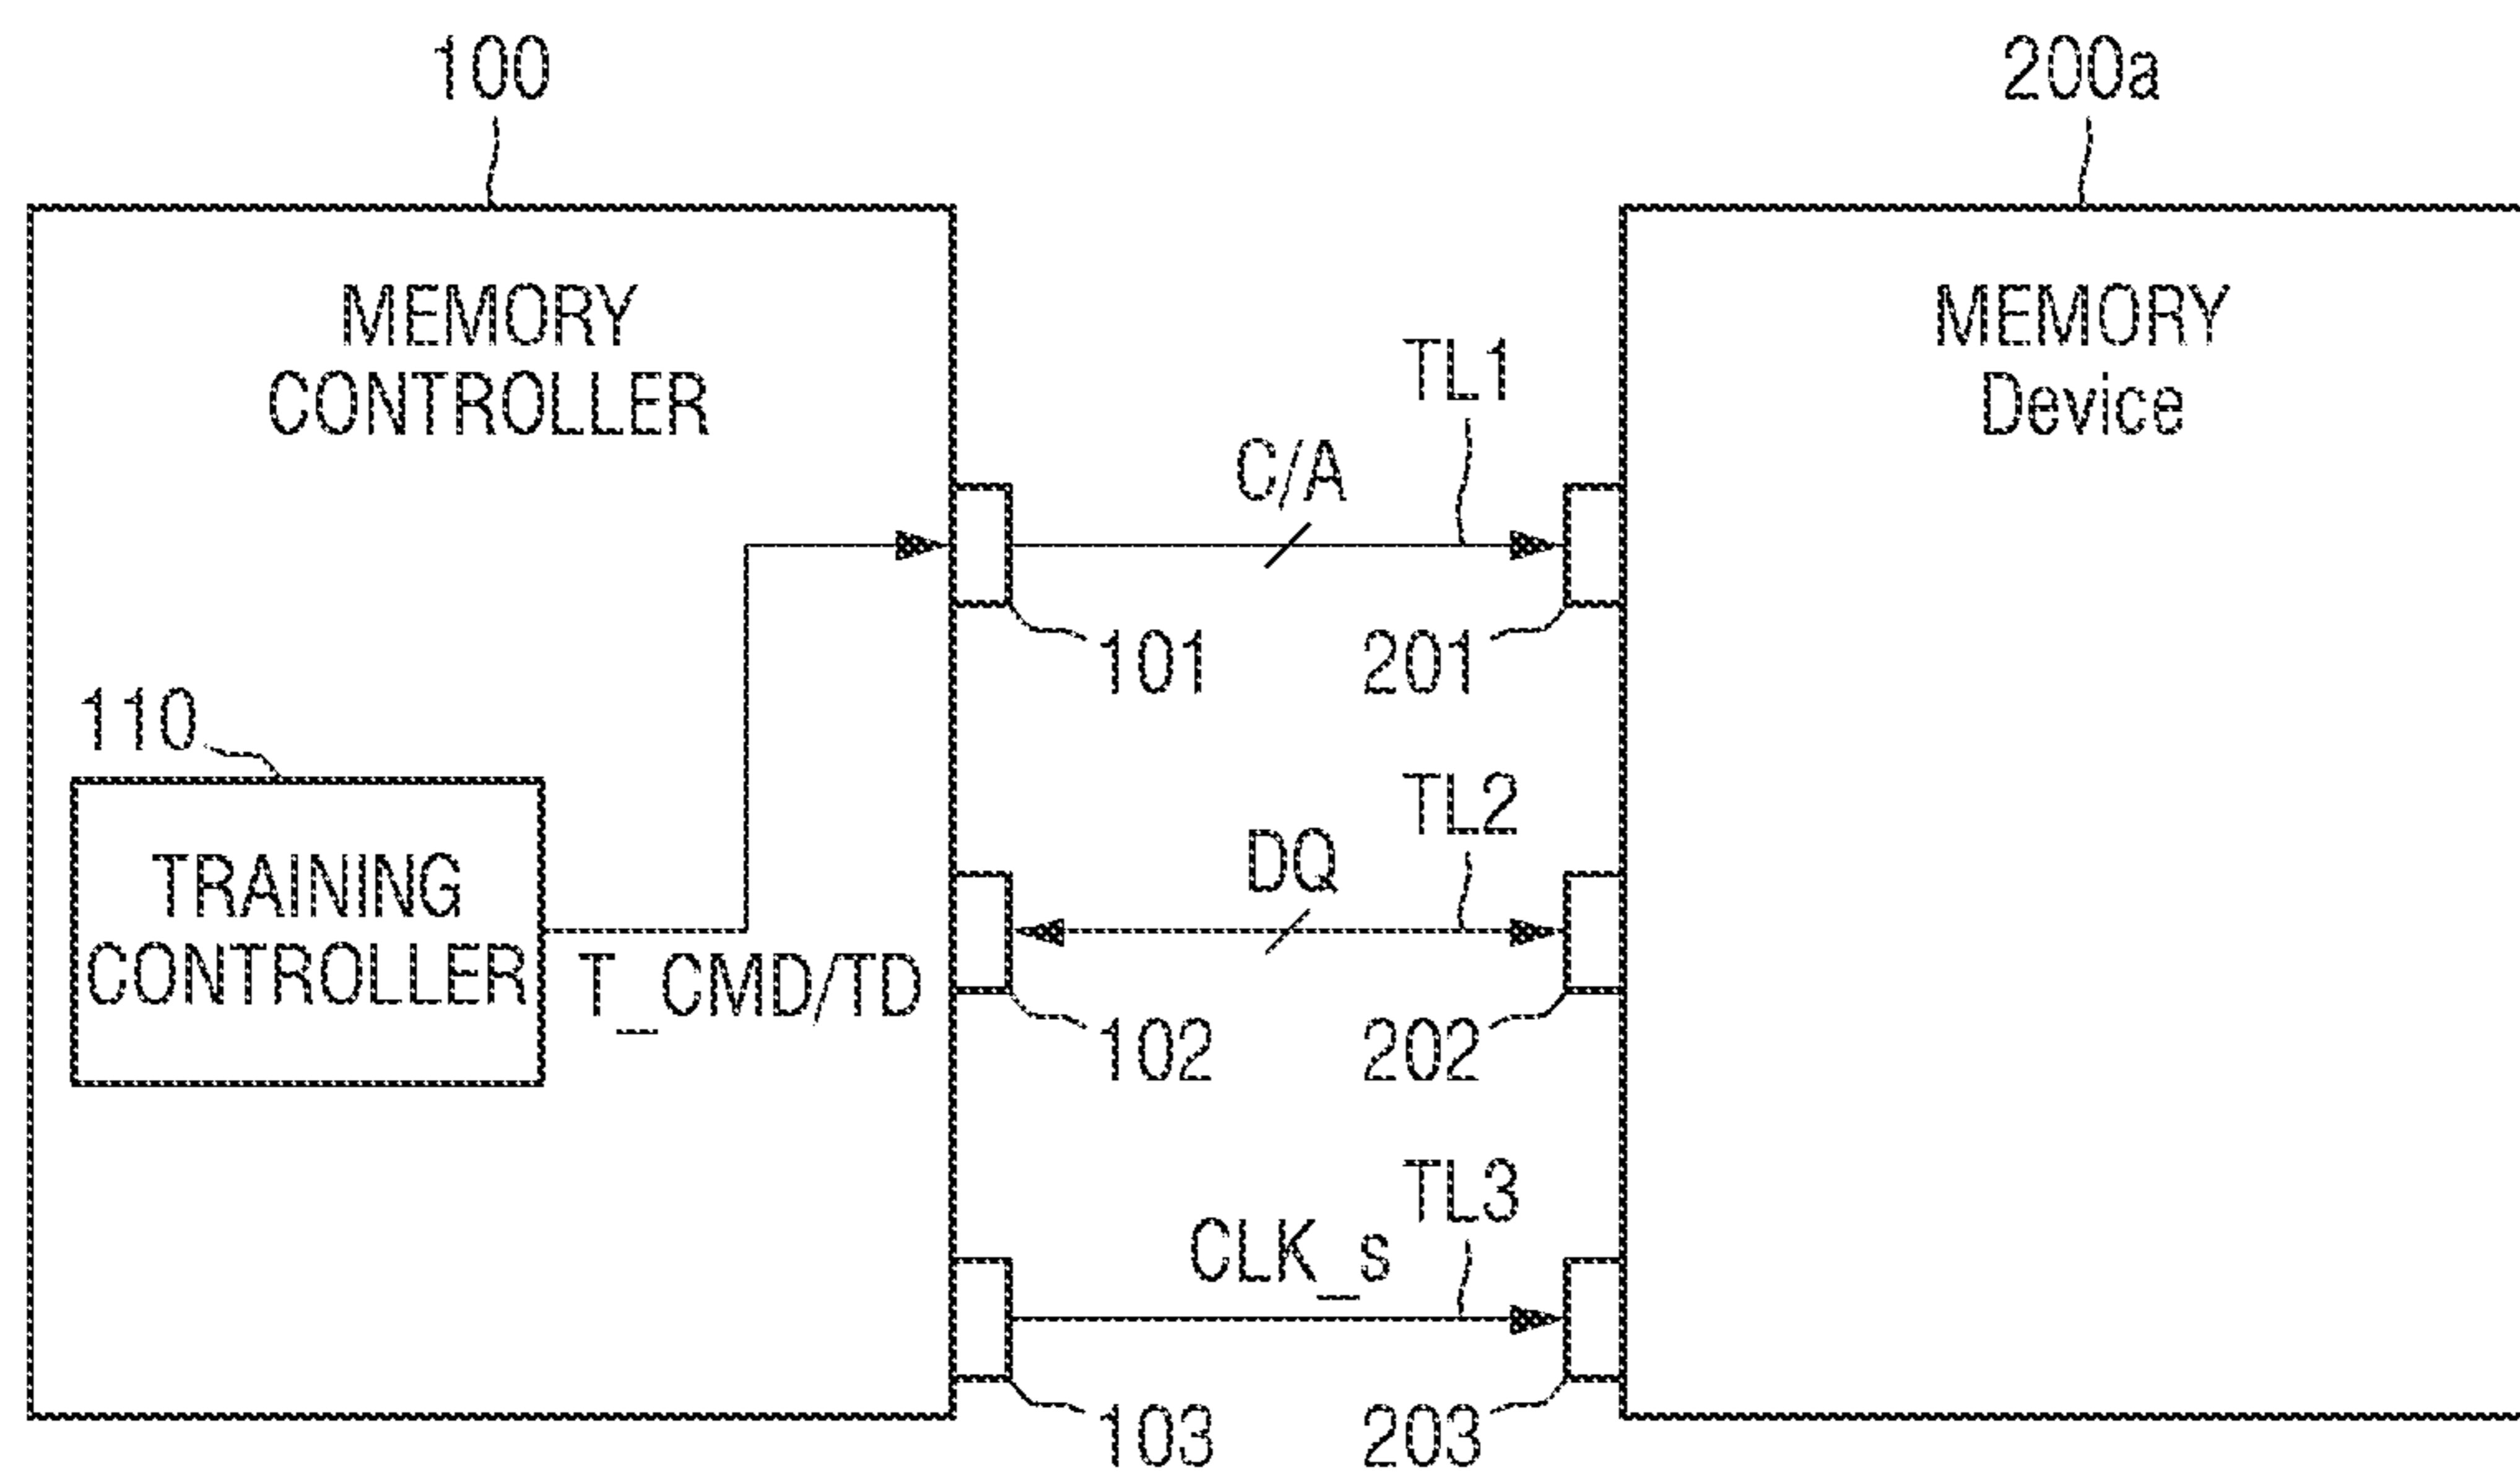 100
200a
MEMORY
CONTROLLER
MEMORY
Device
TL1
C/A
101
201
110
TRAINING
CONTROLLER
T_CMD/TD
TL2
DQ
102
202
TL3
CLK_s
103
203